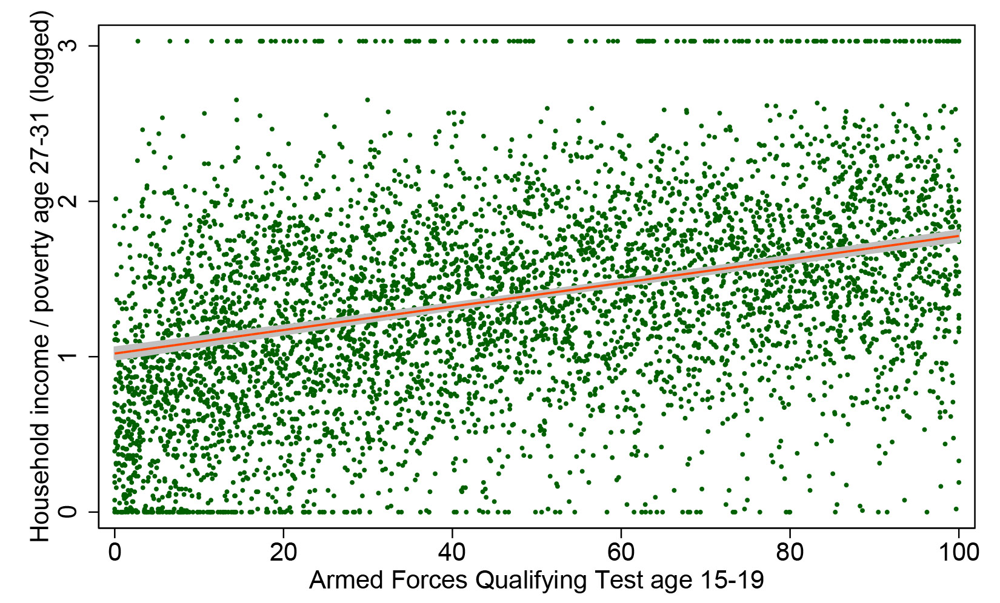 Household income / poverty age 27-31 (logged)
3
2
1
0
0 20 40 60 80 100
Armed Forces Qualifying Test age 15-19